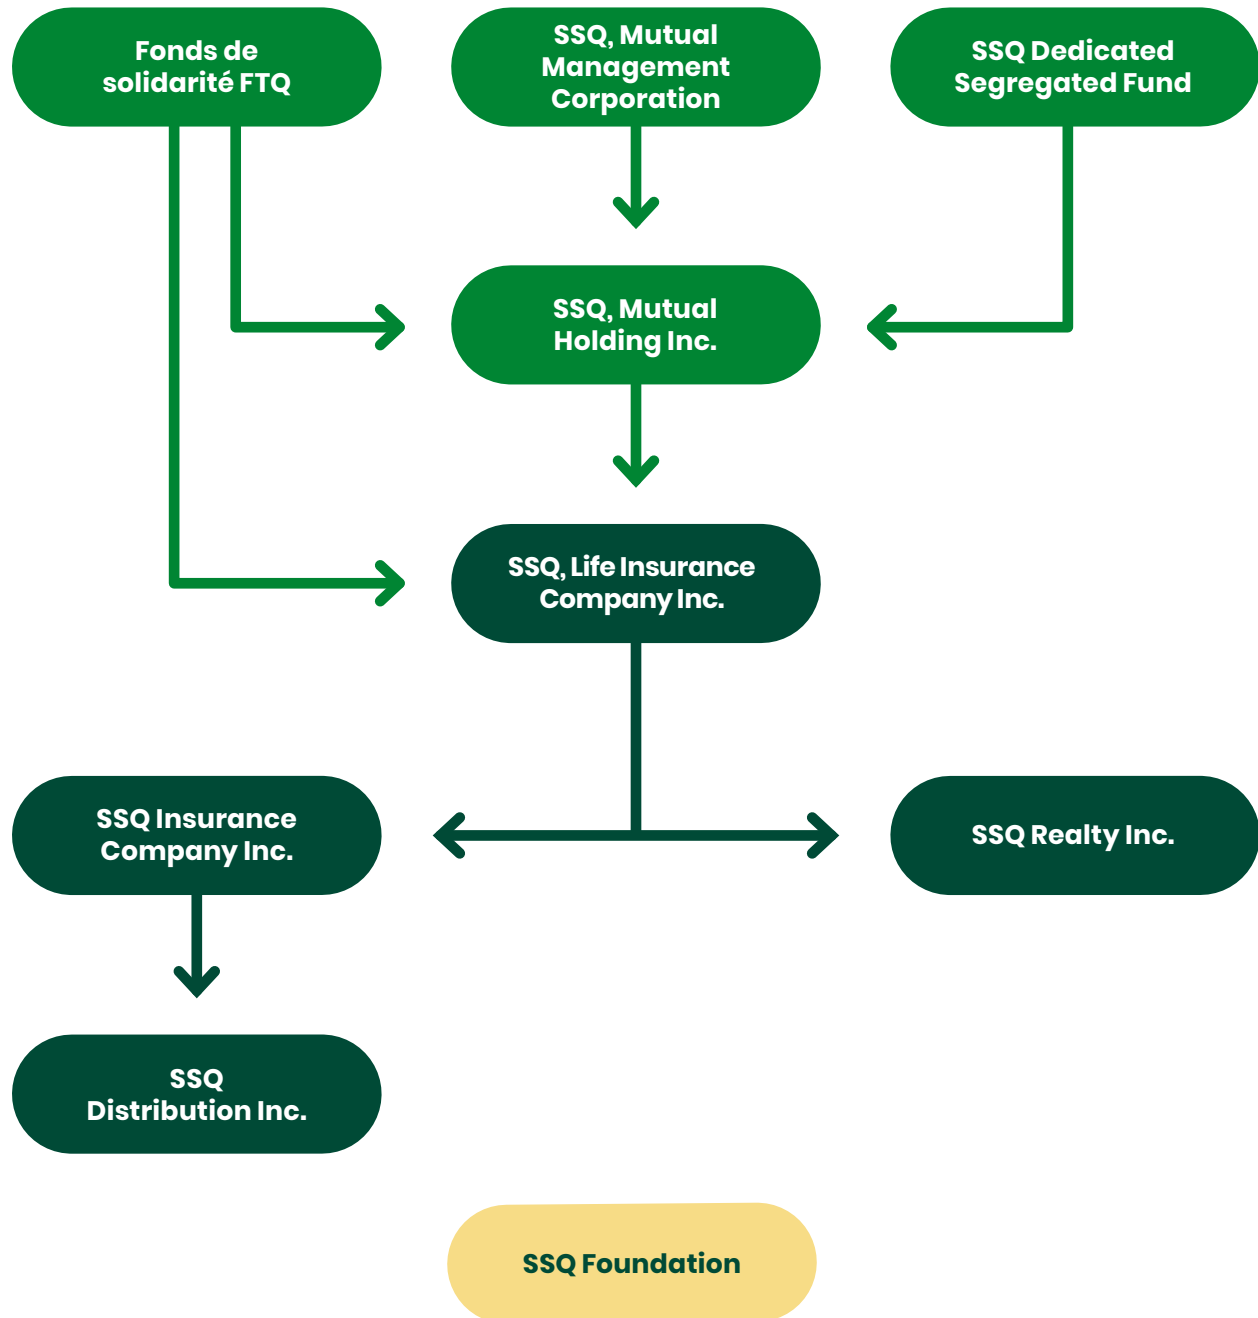 Fonds de
solidarité FTQ
SSQ, Mutual
Management
Corporation
SSQ Dedicated
Segregated Fund
SSQ, Mutual
Holding Inc.
SSQ, Life Insurance
Company Inc.
SSQ Insurance
Company Inc.
SSQ Realty Inc.
SSQ
Distribution Inc.
SSQ Foundation